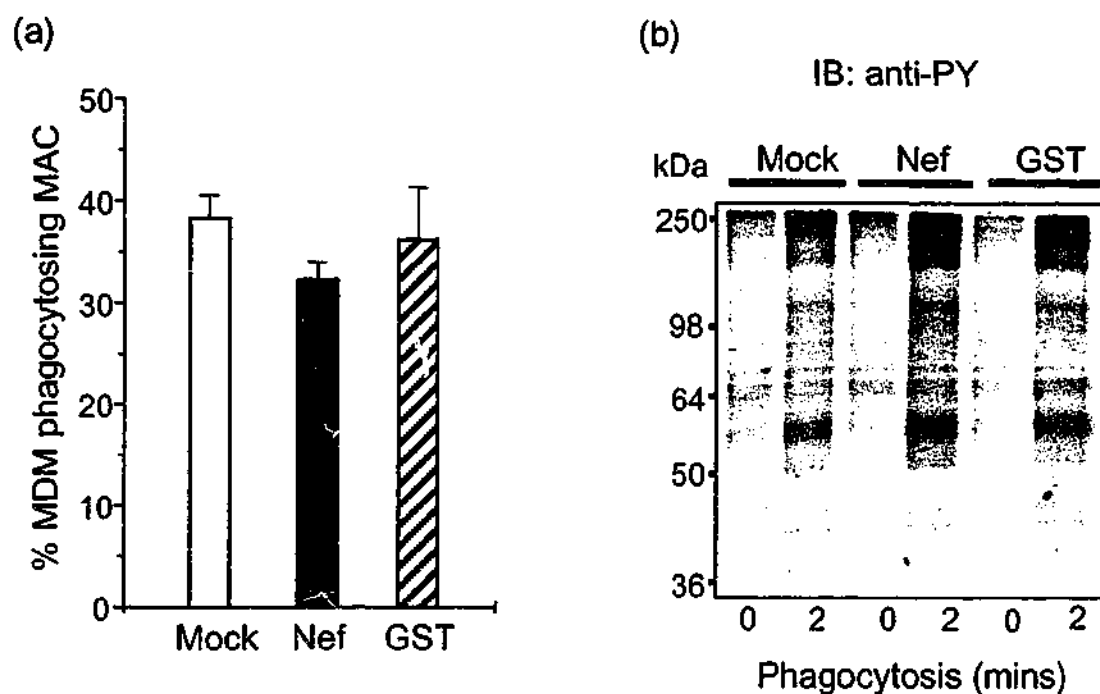 (a)
% MDM phagocytosing MAC
50
40
30
20
10
0
Mock Nef GST
(b)
IB: anti-PY
kDa Mock Nef GST
250
98
64
50
36
0 2 0 2 0 2
Phagocytosis (mins)